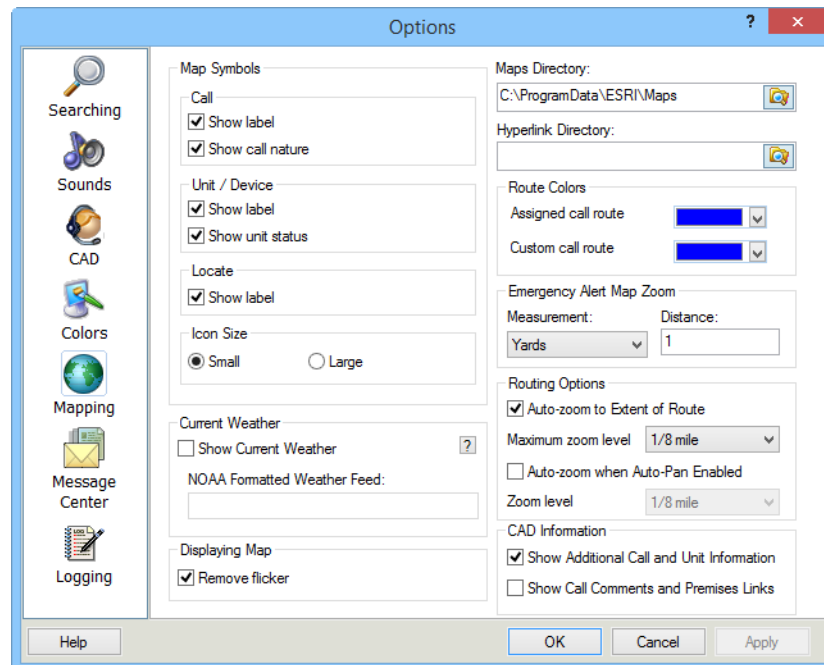 Options
?
Searching
Sounds
CAD
Colors
Mapping
Message
Center
Logging
Map Symbols
Call
Show label
Show call nature
Unit / Device
Show label
Show unit status
Locate
Show label
Icon Size
Small
Large
Current Weather
Show Current Weather
?
NOAA Formatted Weather Feed:
Displaying Map
Remove flicker
Maps Directory:
C:\ProgramData\ESRI\Maps
Hyperlink Directory:
Route Colors
Assigned call route
Custom call route
Emergency Alert Map Zoom
Measurement: Distance:
Yards 1
Routing Options
Auto-zoom to Extent of Route
Maximum zoom level 1/8 mile
Auto-zoom when Auto-Pan Enabled
Zoom level 1/8 mile
CAD Information
Show Additional Call and Unit Information
Show Call Comments and Premises Links
Help OK Cancel Apply